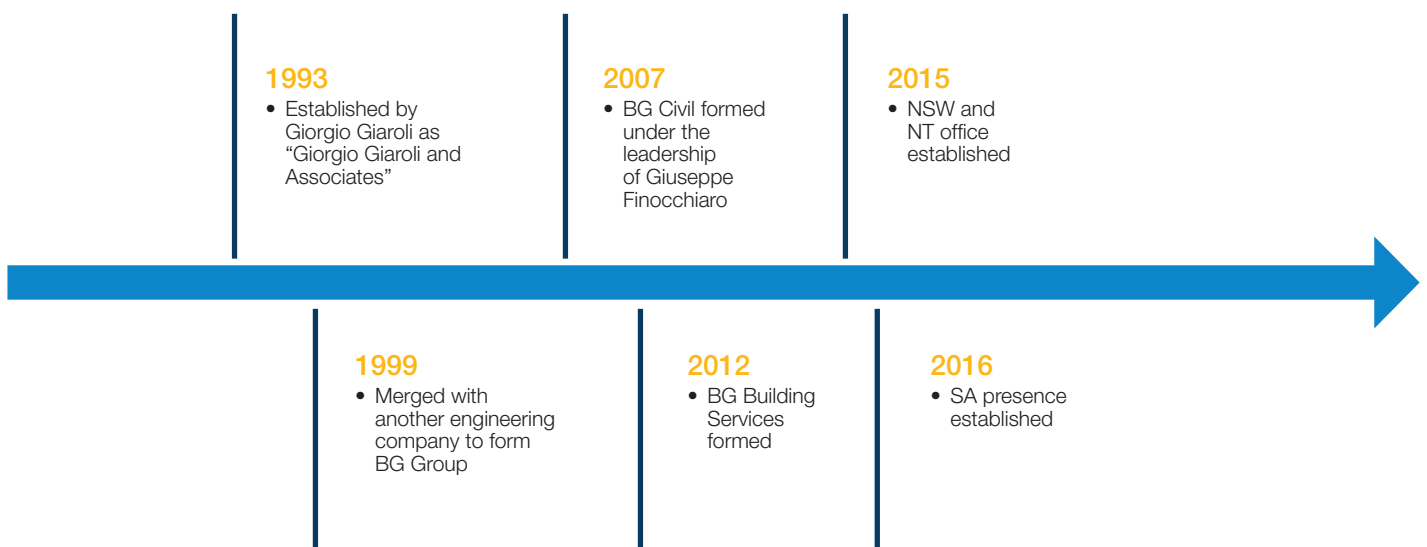 1993
• Established by
Giorgio Giaroli as
“Giorgio Giaroli and
Associates”
2007
• BG Civil formed
under the
leadership
of Giuseppe
Finocchiaro
2015
• NSW and
NT office
established
1999
• Merged with
another engineering
company to form
BG Group
2012
• BG Building
Services
formed
2016
• SA presence
established